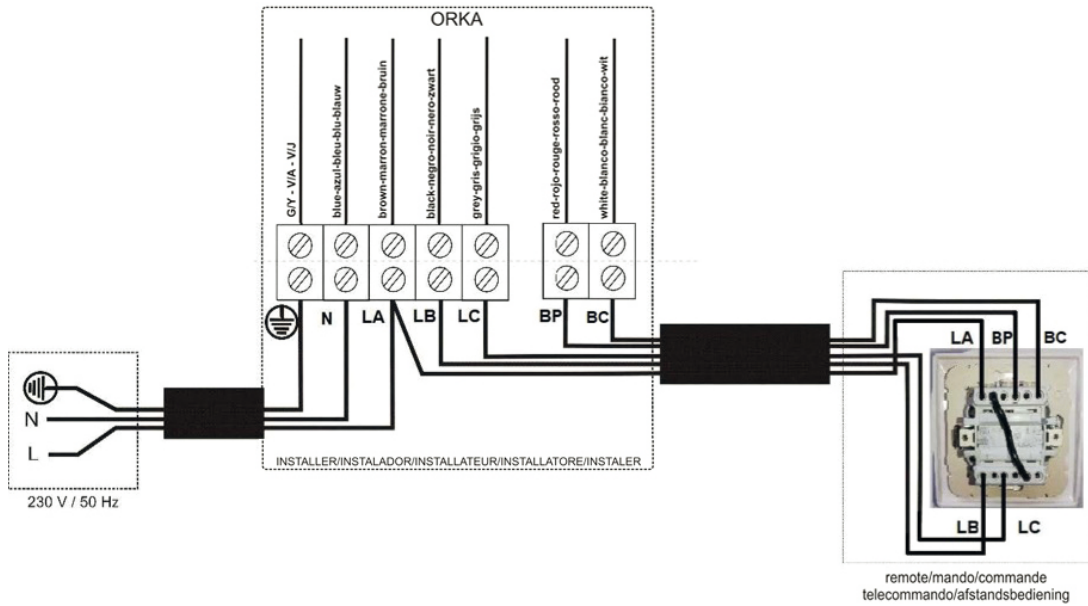 ORKA
G/Y - V/A - V/J
blue-azul-bleu-blu-blauw
brown-marron-marrone-bruin
black-negro-noir-nero-zwart
grey-gris-grigio-grijs
red-rojo-rouge-rosso-rood
white-blanco-blanc-bianco-wit
N
LA
LB
LC
BP
BC
LA
BP
BC
N
L
INSTALLER/INSTALADOR/INSTALLATEUR/INSTALLATORE/INSTALER
230 V / 50 Hz
LB
LC
remote/mando/commande
telecommando/afstandsbediening